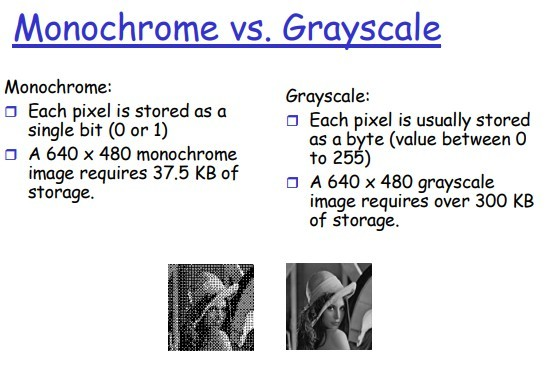 Monochrome vs. Grayscale
Monochrome:
Each pixel is stored as a
single bit (0 or 1)
A 640 x 480 monochrome
image requires 37.5 KB of
storage.
Grayscale:
Each pixel is usually stored
as a byte (value between 0
to 255)
A 640 x 480 grayscale
image requires over 300 KB
of storage.